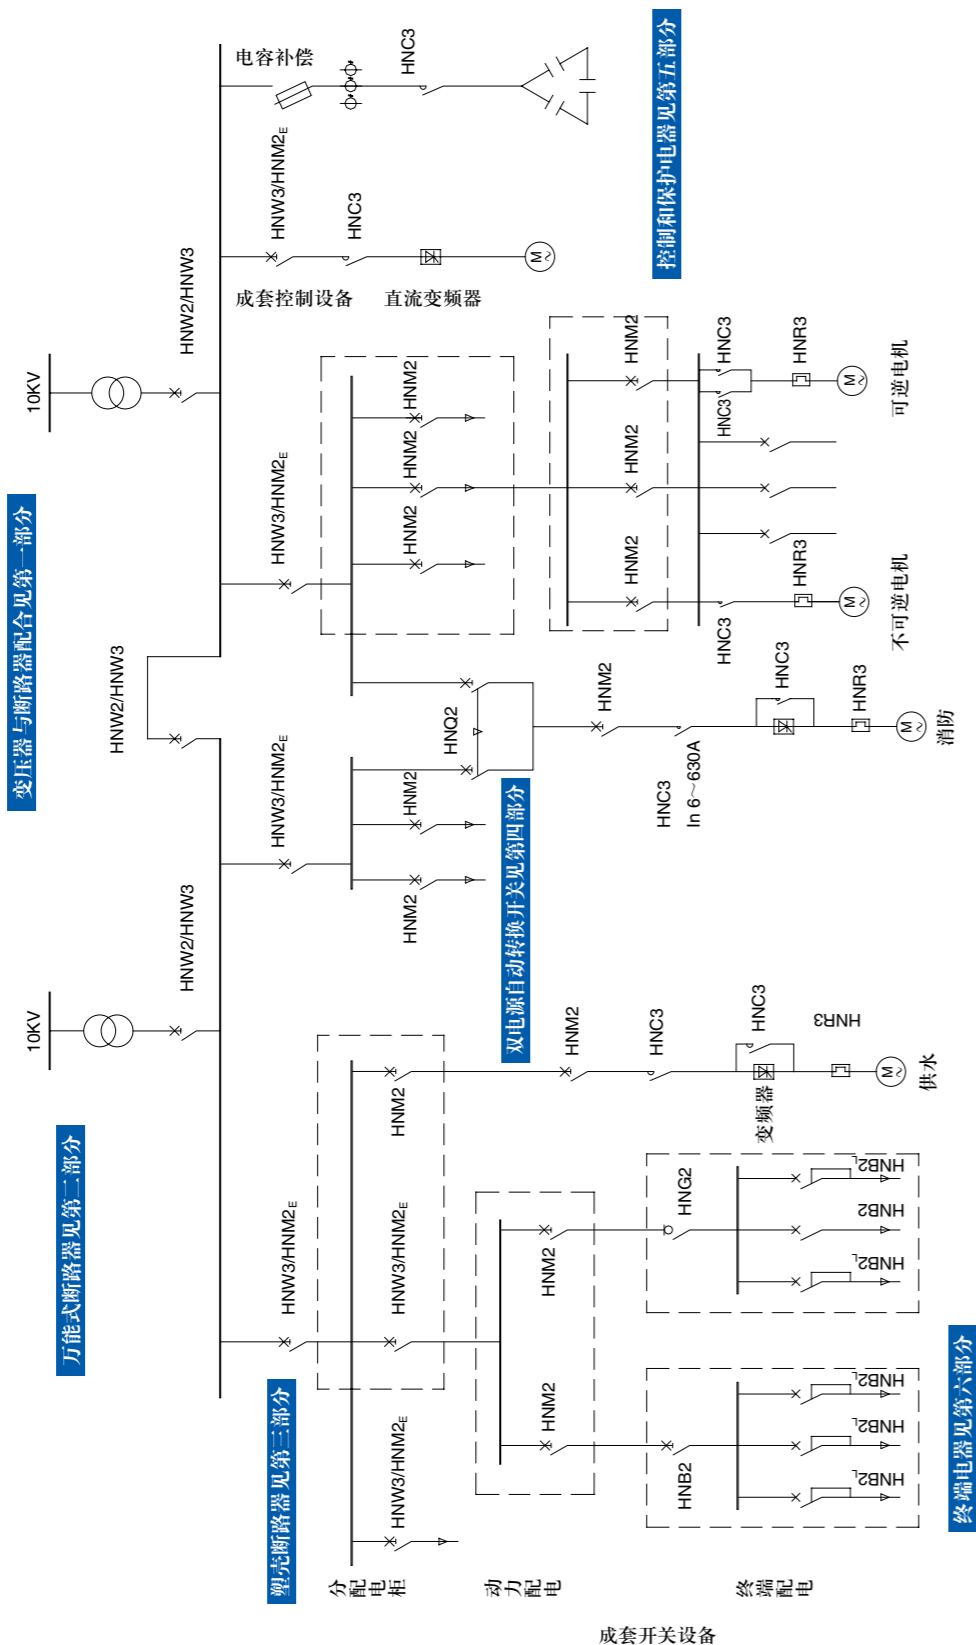 电容补偿
HNC3
控制和保护电器见第五部分
HNW3/HNM2E
HNC3
成套控制设备
直流变频器
M
HNW2/HNW3
10KV
HNM2
HNM2
HNM2
HNW3/HNM2E
HNM2
HNM2
HNM2
HNC3
HNC3
HNR3
M
可逆电机
HNR3
M
不可逆电机
HNC3
变压器与断路器配合见第一部分
HNW2/HNW3
HNW3/HNM2E
HNQ2
HNM2
HNM2
HNM2
HNC3
In 6～630A
HNC3
HNR3
M
消防
双电源自动转换开关见第四部分
HNW2/HNW3
10KV
HNM2
HNM2
HNC3
HNC3
HNR3
变频器
M
供水
万能式断路器见第二部分
HNW3/HNM2E
HNW3/HNM2E
HNM2
HNG2
HNB2L
HNB2
HNB2L
塑壳断路器见第三部分
HNW3/HNM2E
HNM2
HNB2
HNB2L
HNB2L
HNB2L
终端电器见第六部分
分配电柜
动力配电
终端配电
成套开关设备